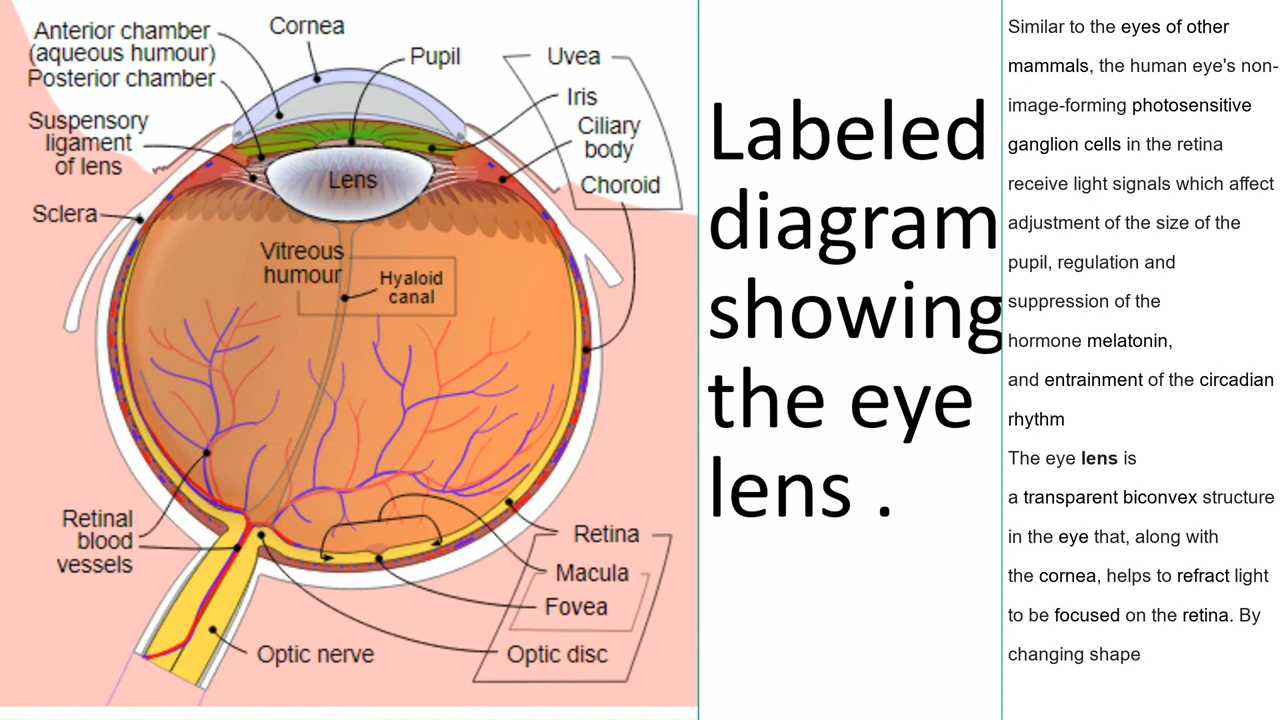 Anterior chamber
(aqueous humour)
Posterior chamber
Cornea
Pupil
Uvea
Iris
Ciliary
body
Choroid
Suspensory
ligament
of lens
Lens
Sclera
Vitreous
humour
Hyaloid
canal
Retinal
blood
vessels
Retina
Macula
Fovea
Optic nerve
Optic disc
Labeled
diagram
showing
the eye
lens .
Similar to the eyes of other
mammals, the human eye's non-
image-forming photosensitive
ganglion cells in the retina
receive light signals which affect
adjustment of the size of the
pupil, regulation and
suppression of the
hormone melatonin,
and entrainment of the circadian
rhythm
The eye lens is
a transparent biconvex structure
in the eye that, along with
the cornea, helps to refract light
to be focused on the retina. By
changing shape